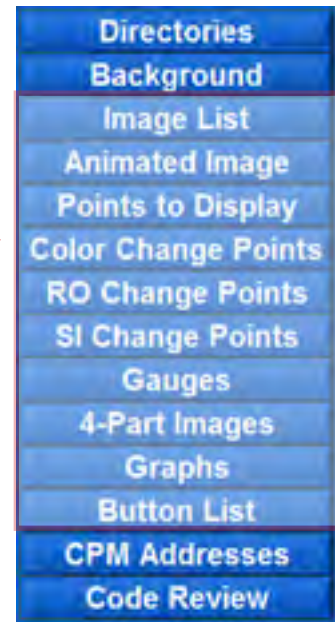 Directories
Background
Image List
Animated Image
Points to Display
Color Change Points
RO Change Points
SI Change Points
Gauges
4-Part Images
Graphs
Button List
CPM Addresses
Code Review